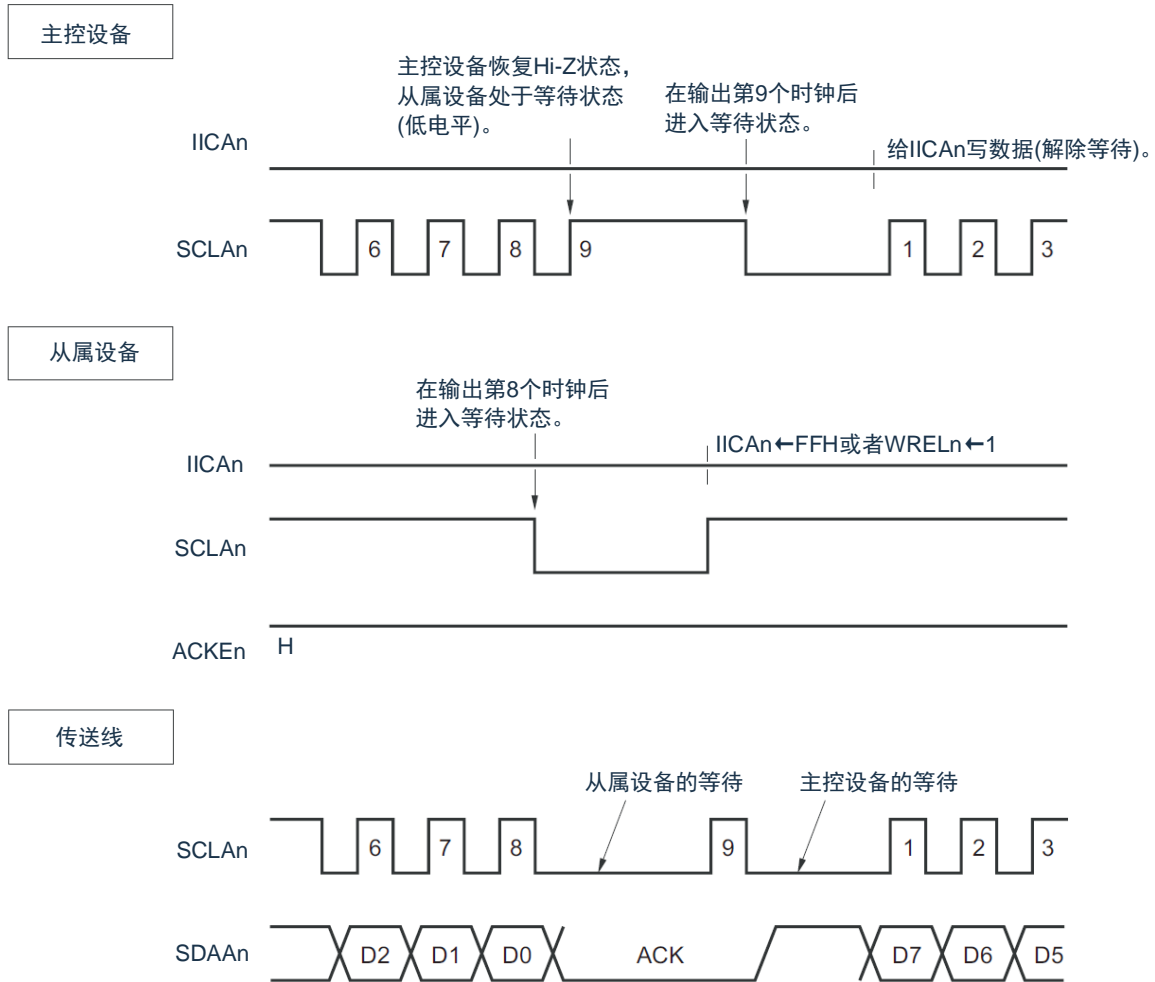 主控设备
主控设备恢复Hi-Z状态，
从属设备处于等待状态
(低电平)。
在输出第9个时钟后
进入等待状态。
IICAn
给IICAn写数据(解除等待)。
SCLAn
6 7 8 9 1 2 3
从属设备
在输出第8个时钟后
进入等待状态。
IICAn
IICAn←FFH或者WRELn←1
SCLAn
ACKEn
H
传送线
从属设备的等待
主控设备的等待
SCLAn
6 7 8 9 1 2 3
SDAAn
D2 D1 D0 ACK D7 D6 D5